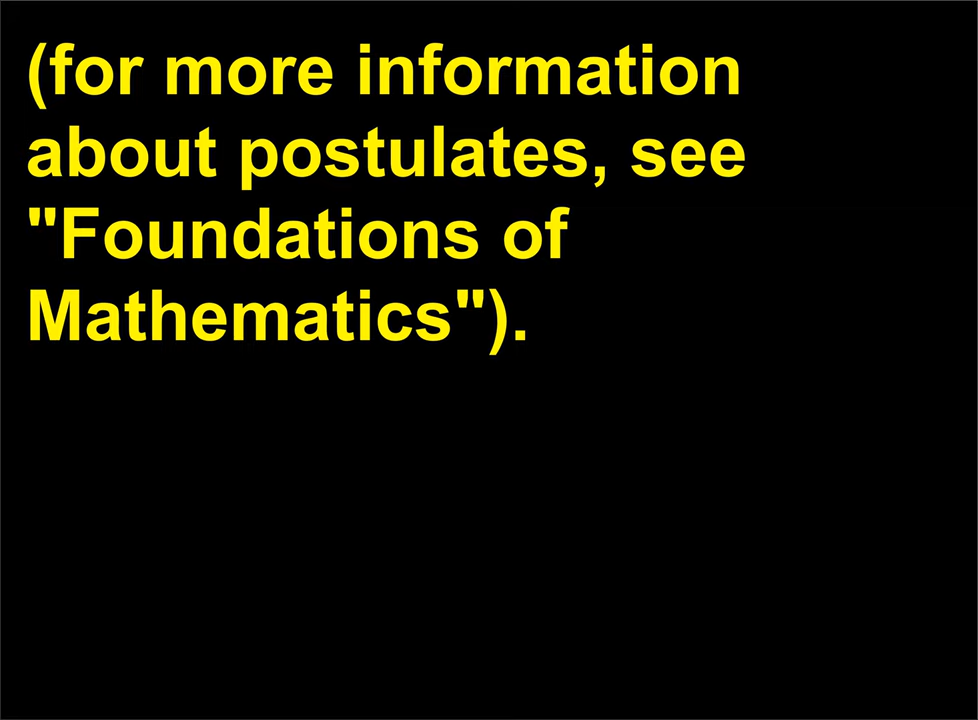 (for more information
about postulates, see
"Foundations of
Mathematics").